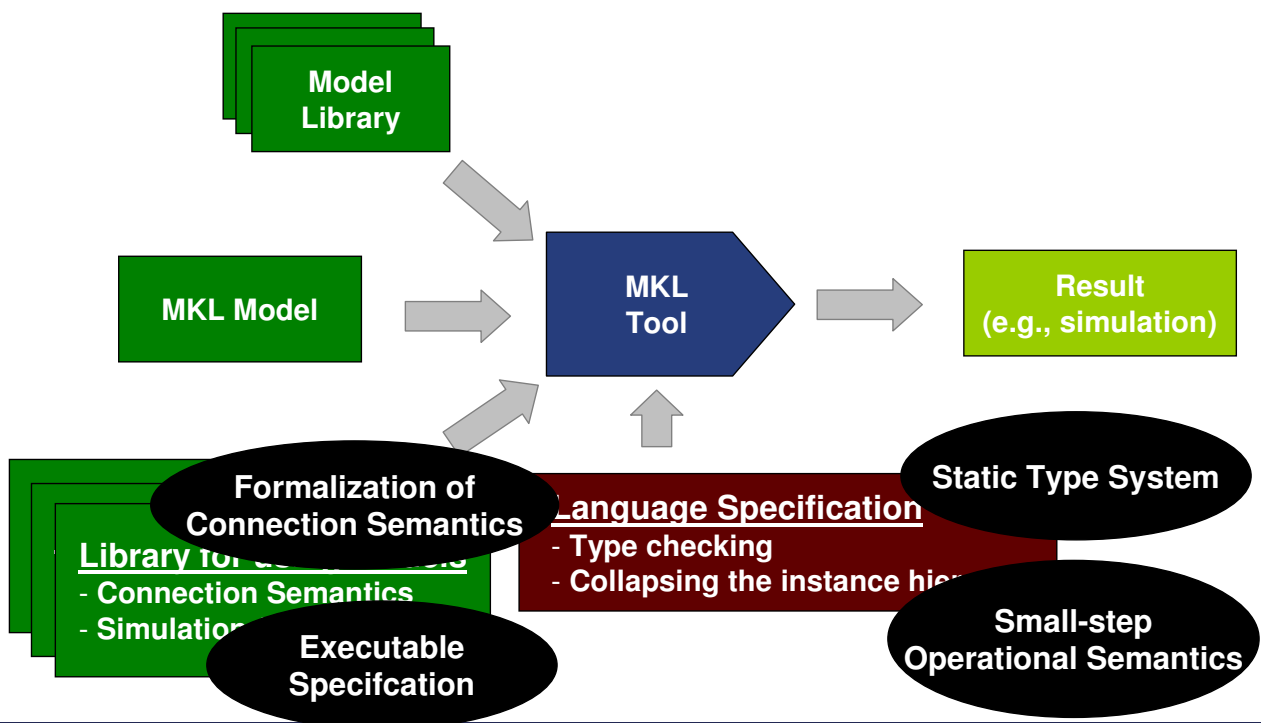 Model
Library
MKL Model
MKL
Tool
Result
(e.g., simulation)
Formalization of
Connection Semantics
Library for
- Connection Semantics
- Simulation
Executable
Specifcation
Language Specification
- Type checking
- Collapsing the instance
Static Type System
Small-step
Operational Semantics